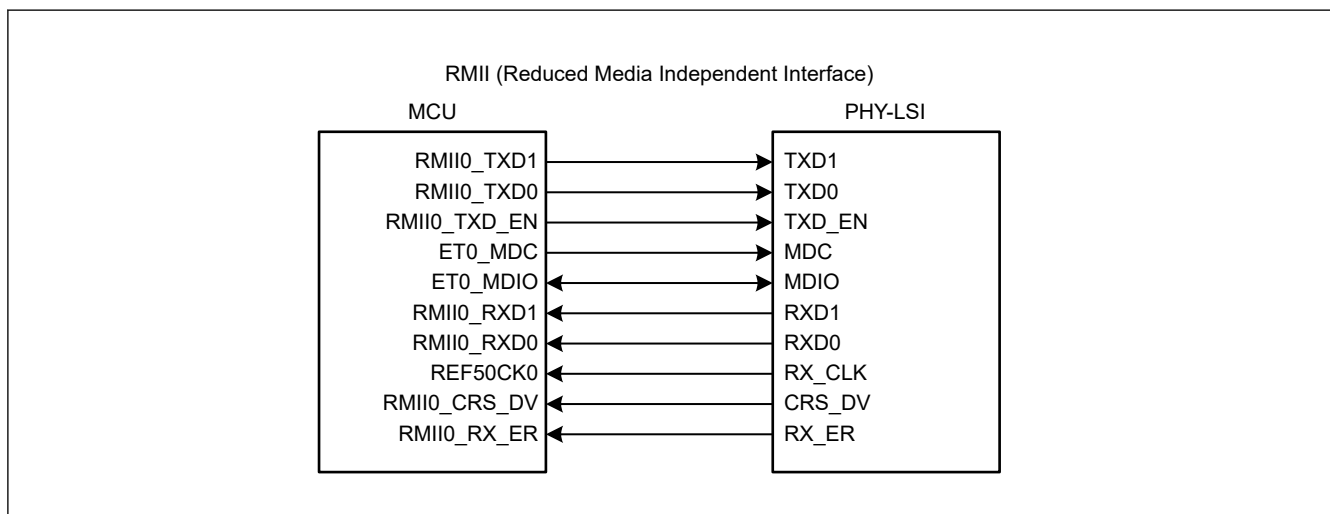 RMII (Reduced Media Independent Interface)
MCU PHY-LSI
RMII0_TXD1 TXD1
RMII0_TXD0 TXD0
RMII0_TXD_EN TXD_EN
ET0_MDC MDC
ET0_MDIO MDIO
RMII0_RXD1 RXD1
RMII0_RXD0 RXD0
REF50CK0 RX_CLK
RMII0_CRS_DV CRS_DV
RMII0_RX_ER RX_ER